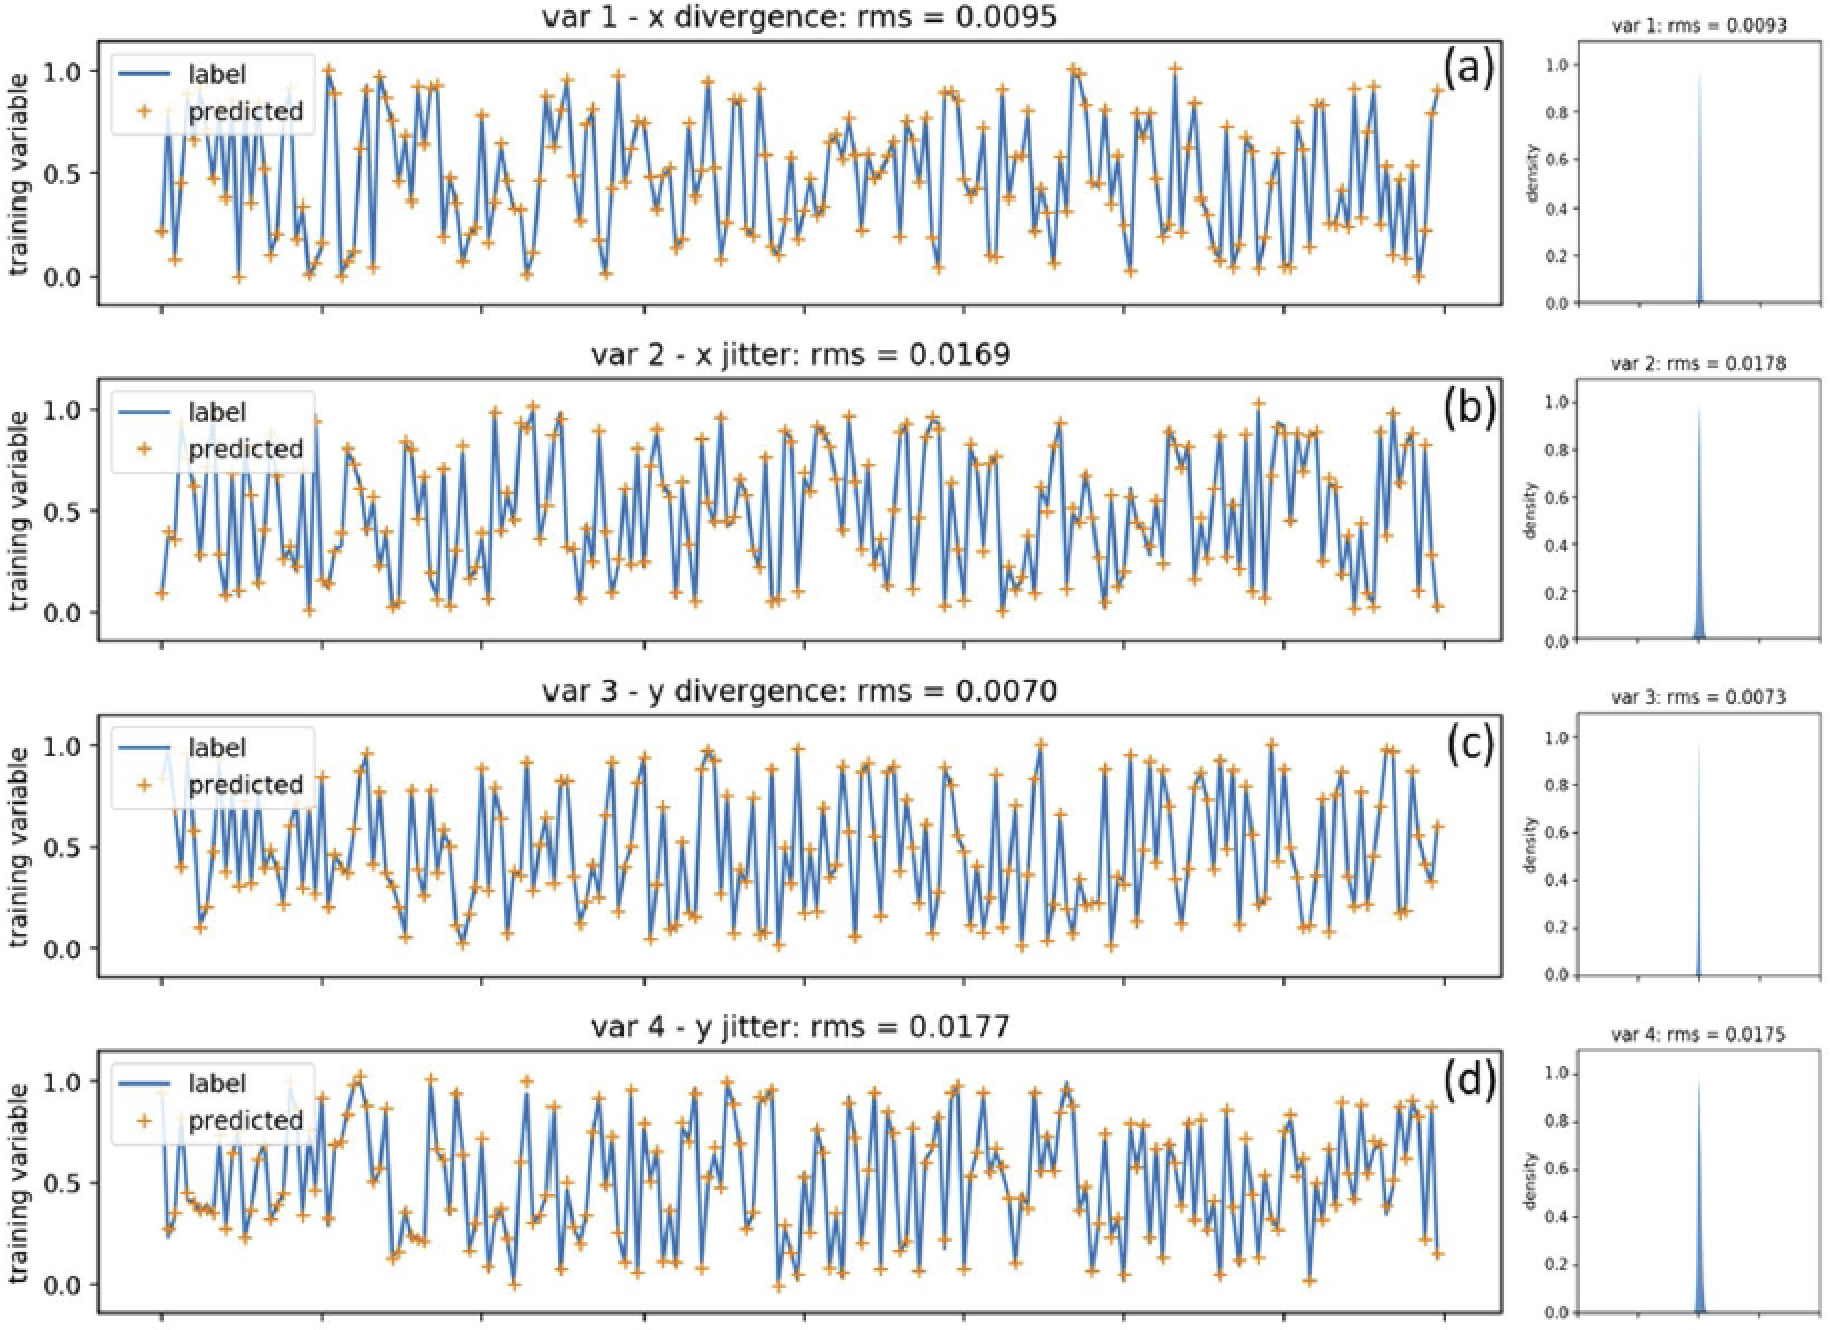 var 1 - x divergence: rms = 0.0095
var 1: rms = 0.0093
training variable
1.0
0.5
0.0
label
predicted
(a)
density
1.0
0.8
0.6
0.4
0.2
0.0
var 2 - x jitter: rms = 0.0169
var 2: rms = 0.0178
training variable
1.0
0.5
0.0
label
predicted
(b)
density
1.0
0.8
0.6
0.4
0.2
0.0
var 3 - y divergence: rms = 0.0070
var 3: rms = 0.0073
training variable
1.0
0.5
0.0
label
predicted
(c)
density
1.0
0.8
0.6
0.4
0.2
0.0
var 4 - y jitter: rms = 0.0177
var 4: rms = 0.0175
training variable
1.0
0.5
0.0
label
predicted
(d)
density
1.0
0.8
0.6
0.4
0.2
0.0